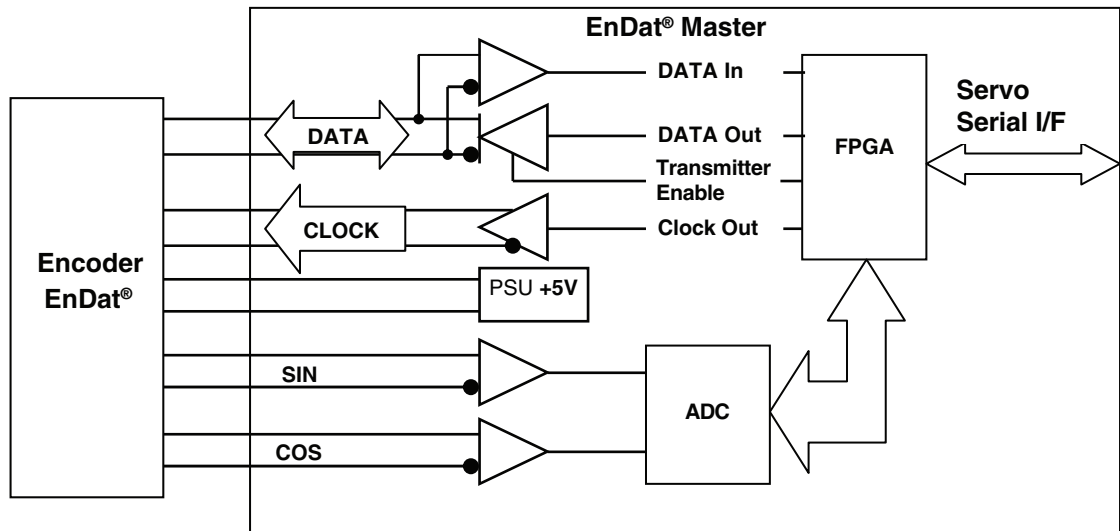 EnDat® Master
DATA In
Servo
Serial I/F
DATA
DATA Out
FPGA
Transmitter
Enable
CLOCK
Clock Out
Encoder
EnDat®
PSU +5V
SIN
ADC
COS